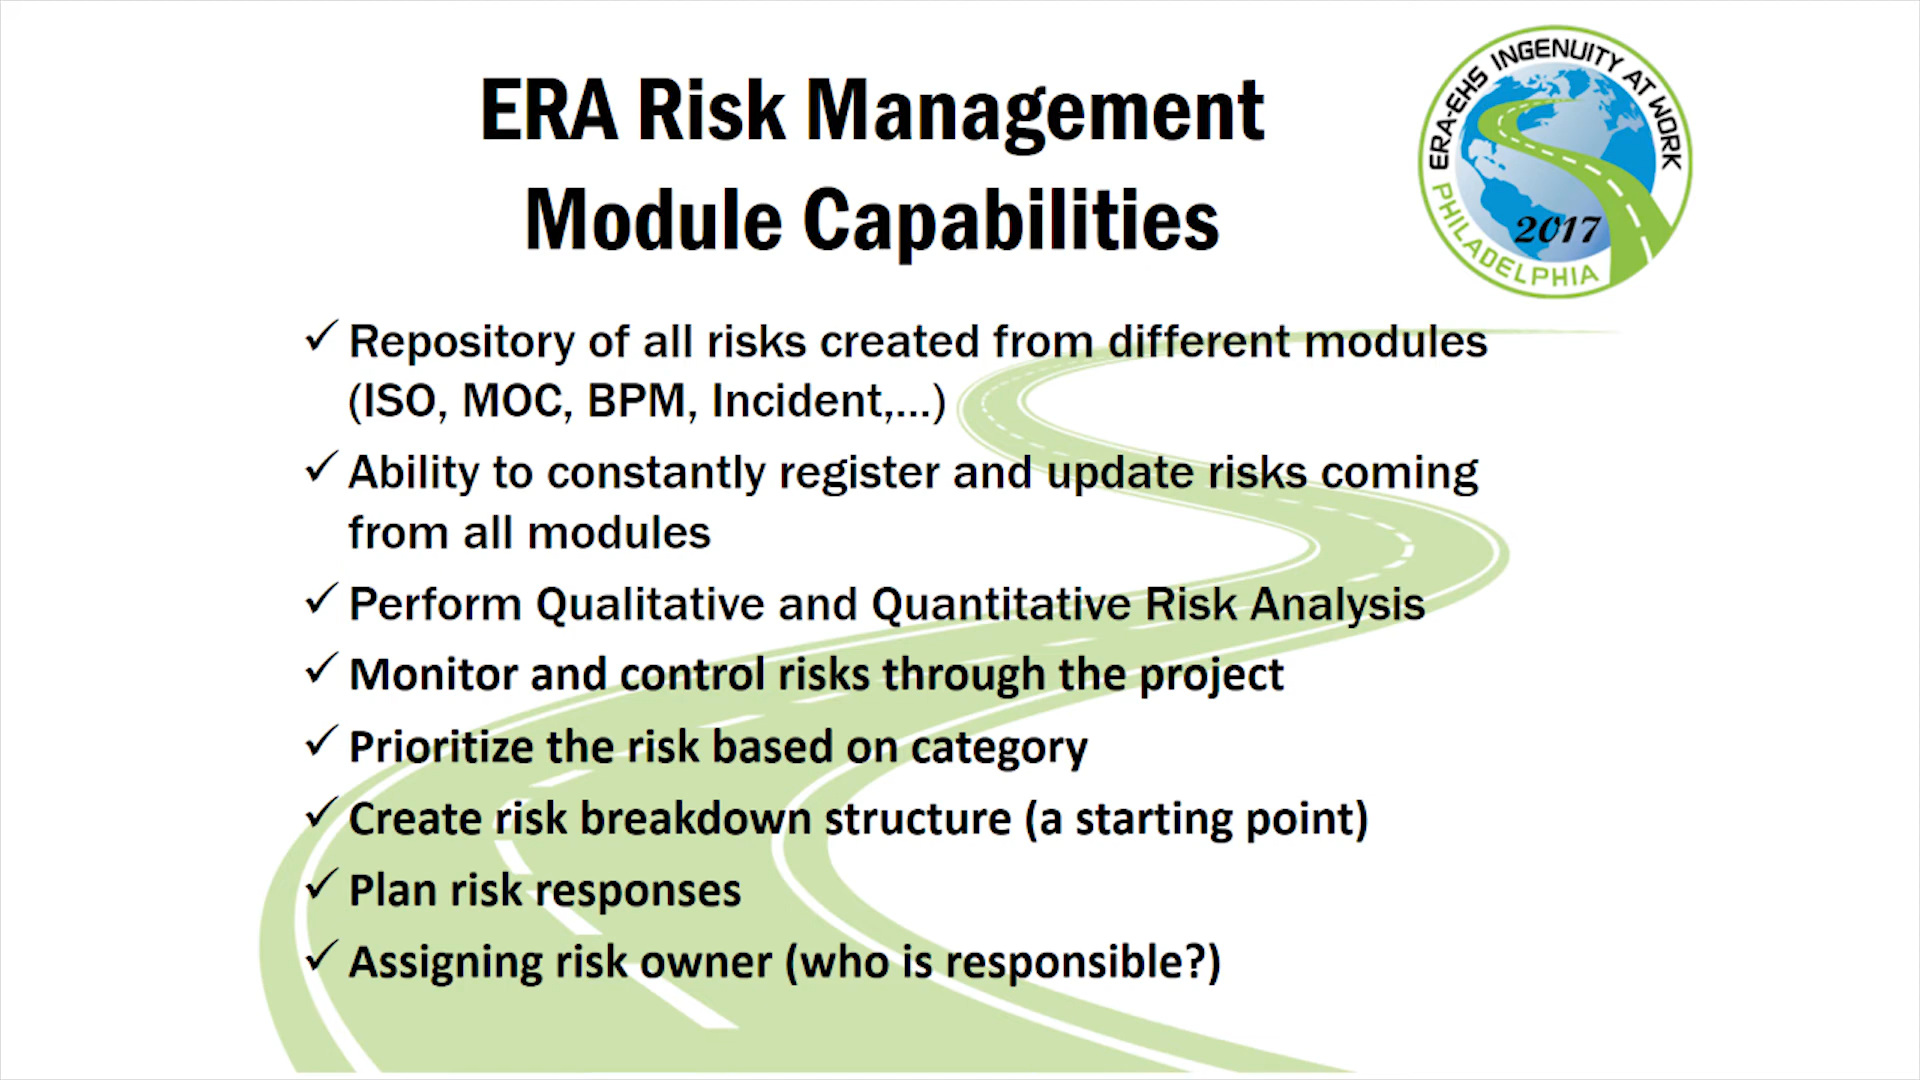 ERA Risk Management
Module Capabilities
ERA-EHS INGENUITY AT WORK
PHILADELPHIA
2017
✓ Repository of all risks created from different modules
(ISO, MOC, BPM, Incident,...)
✓ Ability to constantly register and update risks coming
from all modules
✓ Perform Qualitative and Quantitative Risk Analysis
✓ Monitor and control risks through the project
✓ Prioritize the risk based on category
✓ Create risk breakdown structure (a starting point)
✓ Plan risk responses
✓ Assigning risk owner (who is responsible?)